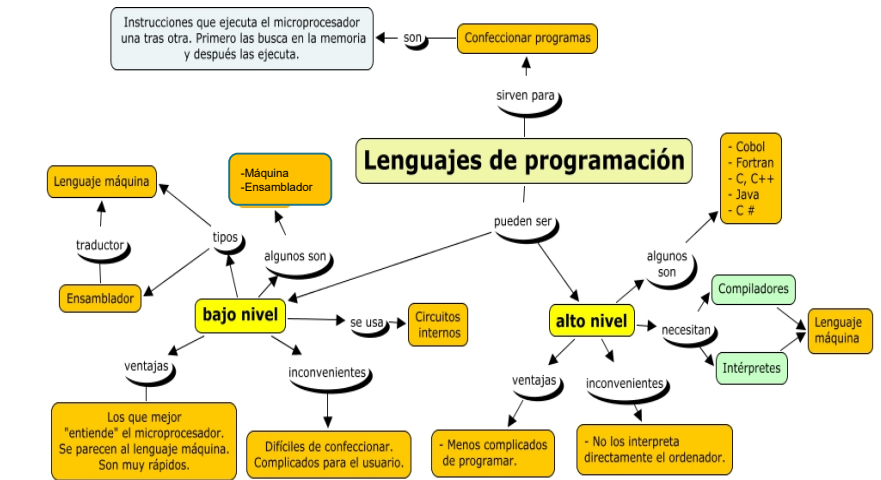 Instrucciones que ejecuta el microprocesador
una tras otra. Primero las busca en la memoria
y después las ejecuta.
son
Confeccionar programas
sirven para
Lenguajes de programación
- Cobol
- Fortran
- C, C++
- Java
- C #
Lenguaje máquina
-Máquina
-Ensamblador
pueden ser
traductor
tipos
algunos son
algunos
son
Ensamblador
bajo nivel
se usa
Circuitos
internos
alto nivel
necesitan
Compiladores
Intérpretes
Lenguaje
máquina
ventajas
inconvenientes
ventajas
inconvenientes
Los que mejor
"entiende" el microprocesador.
Se parecen al lenguaje máquina.
Son muy rápidos.
Difíciles de confeccionar.
Complicados para el usuario.
- Menos complicados
de programar.
- No los interpreta
directamente el ordenador.